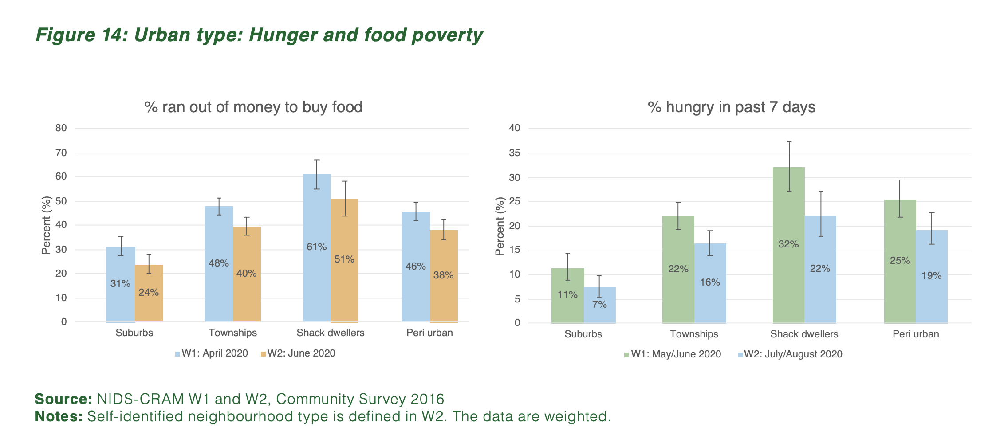 Figure 14: Urban type: Hunger and food poverty
% ran out of money to buy food
Percent (%)
80
70
60
50
40
30
20
10
0
31%
24%
48%
40%
61%
51%
46%
38%
Suburbs
Townships
Shack dwellers
Peri urban
W1: April 2020
W2: June 2020
% hungry in past 7 days
Percent (%)
40
35
30
25
20
15
10
5
0
11%
7%
22%
16%
32%
22%
25%
19%
Suburbs
Townships
Shack dwellers
Peri urban
W1: May/June 2020
W2: July/August 2020
Source: NIDS-CRAM W1 and W2, Community Survey 2016
Notes: Self-identified neighbourhood type is defined in W2. The data are weighted.